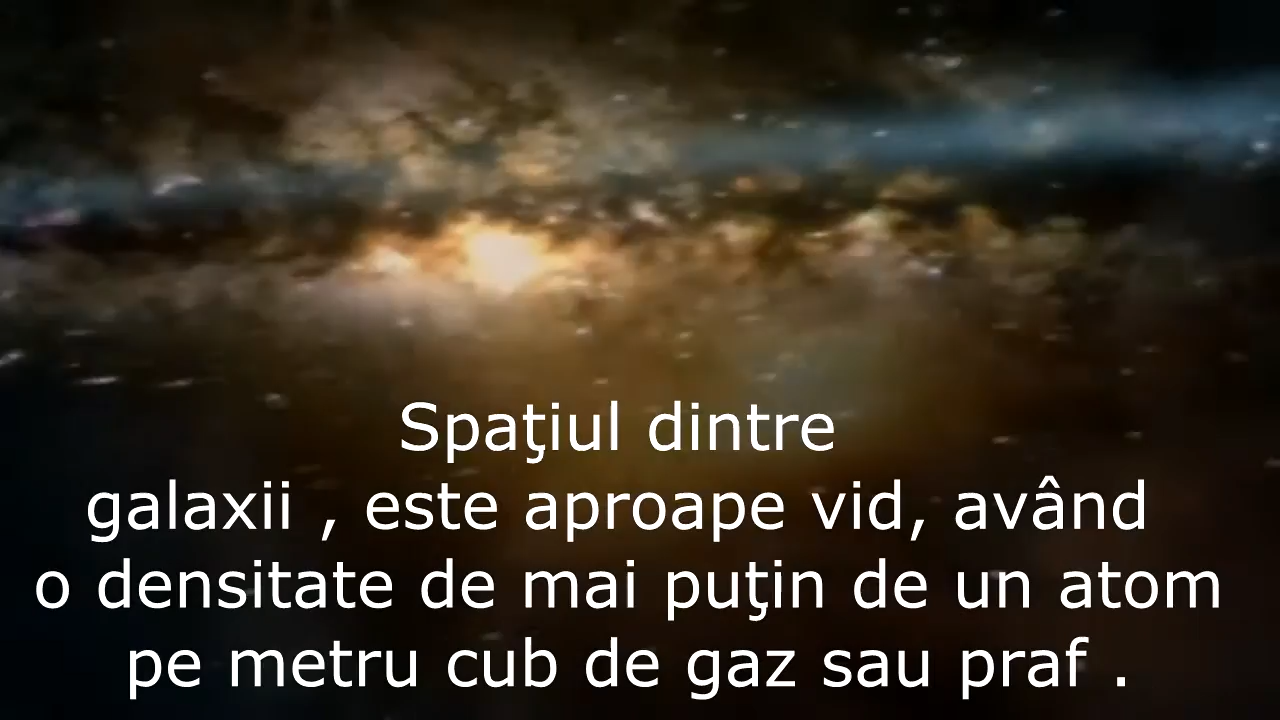 Spaţiul dintre
galaxii , este aproape vid, având
o densitate de mai puţin de un atom
pe metru cub de gaz sau praf .